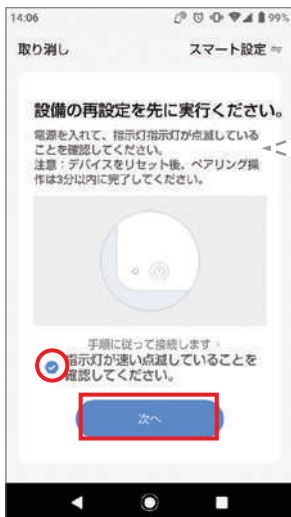 14:06 99%
取り消し スマート設定
設備の再設定を先に実行ください。
電源を入れて、指示灯指示灯が点滅している
ことを確認してください。
注意：デバイスをリセット後、ペアリング操
作は3分以内に完了してください。
手順に従って接続します
指示灯が速い点滅していることを
確認してください。
次へ